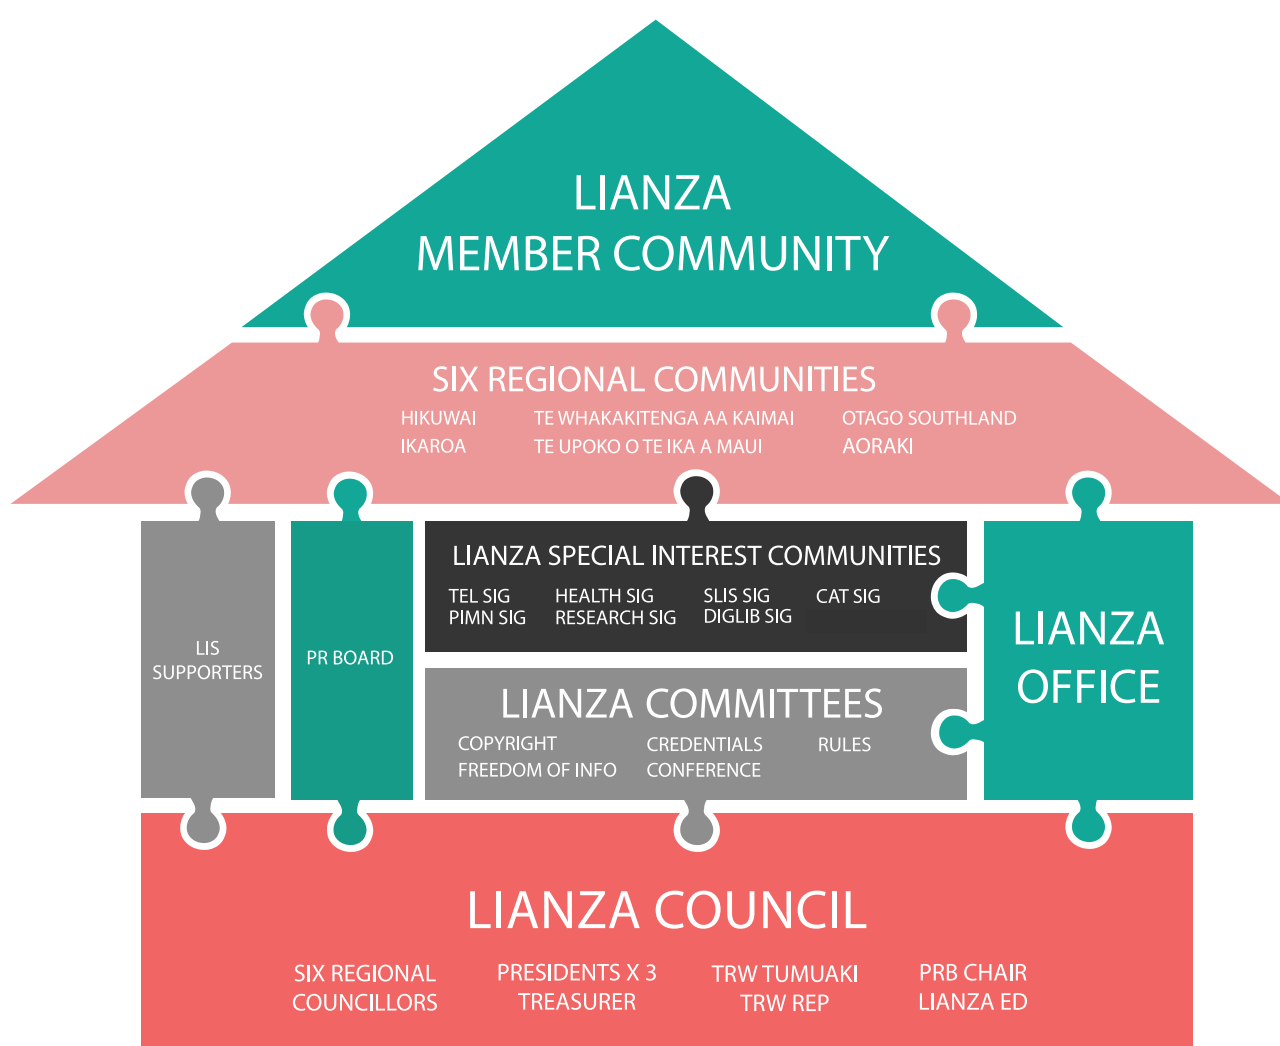 LIANZA
MEMBER COMMUNITY
SIX REGIONAL COMMUNITIES
HIKUWAI TE WHAKAKITENGA AA KAIMAI OTAGO SOUTHLAND
IKAROA TE UPOKO O TE IKA A MAUI AORAKI
LIS
SUPPORTERS
PR BOARD
LIANZA SPECIAL INTEREST COMMUNITIES
TEL SIG HEALTH SIG SLIS SIG CAT SIG
PIMN SIG RESEARCH SIG DIGLIB SIG
LIANZA COMMITTEES
COPYRIGHT CREDENTIALS RULES
FREEDOM OF INFO CONFERENCE
LIANZA
OFFICE
LIANZA COUNCIL
SIX REGIONAL PRESIDENTS X 3 TRW TUMUAKI PRB CHAIR
COUNCILLORS TREASURER TRW REP LIANZA ED